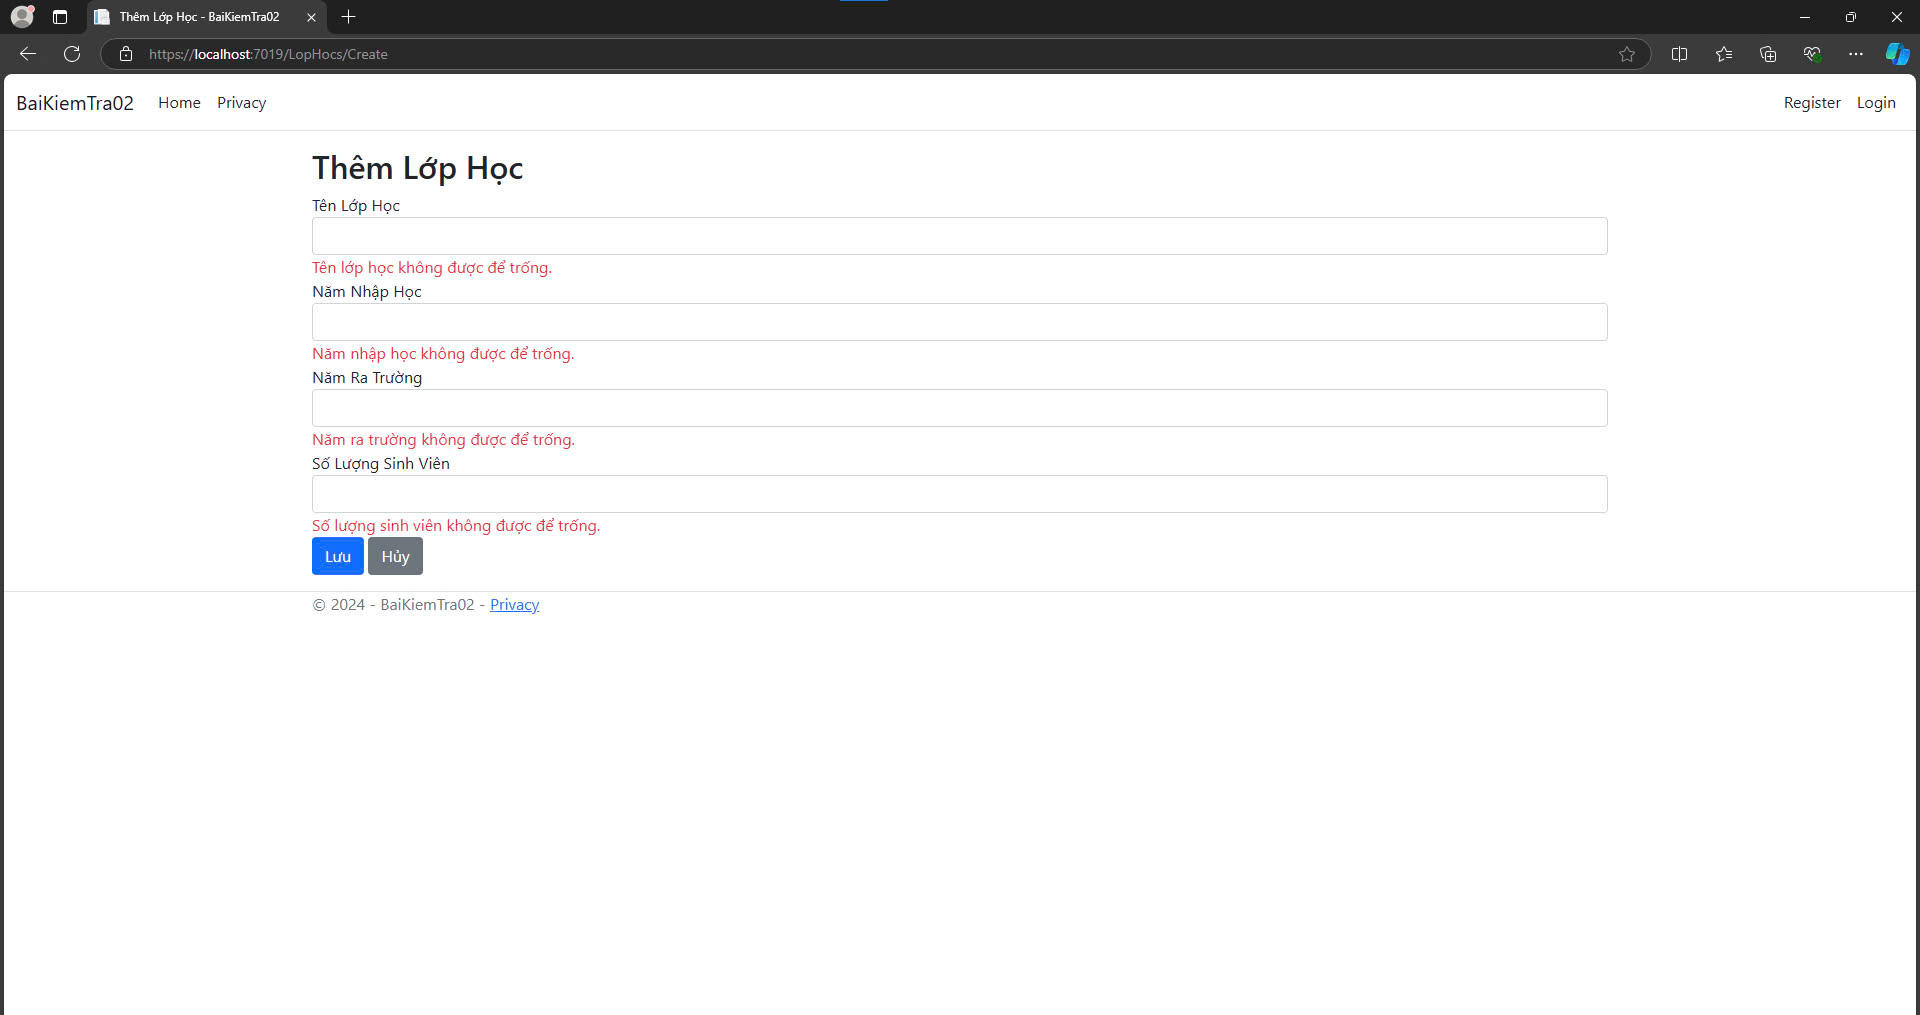 Thêm Lớp Học - BaiKiemTra02
https://localhost:7019/LopHocs/Create
BaiKiemTra02 Home Privacy Register Login
Thêm Lớp Học
Tên Lớp Học
Tên lớp học không được để trống.
Năm Nhập Học
Năm nhập học không được để trống.
Năm Ra Trường
Năm ra trường không được để trống.
Số Lượng Sinh Viên
Số lượng sinh viên không được để trống.
Lưu Hủy
© 2024 - BaiKiemTra02 - Privacy